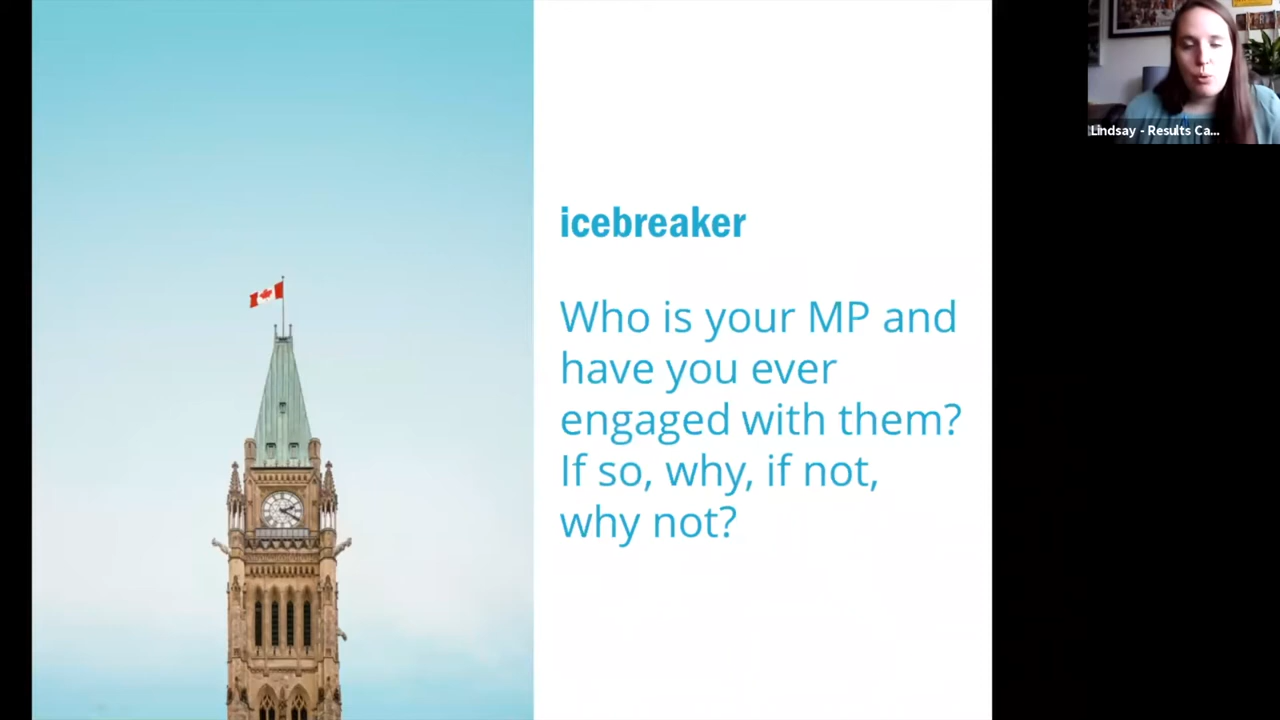 icebreaker
Who is your MP and
have you ever
engaged with them?
If so, why, if not,
why not?
Lindsay - Results Ca...